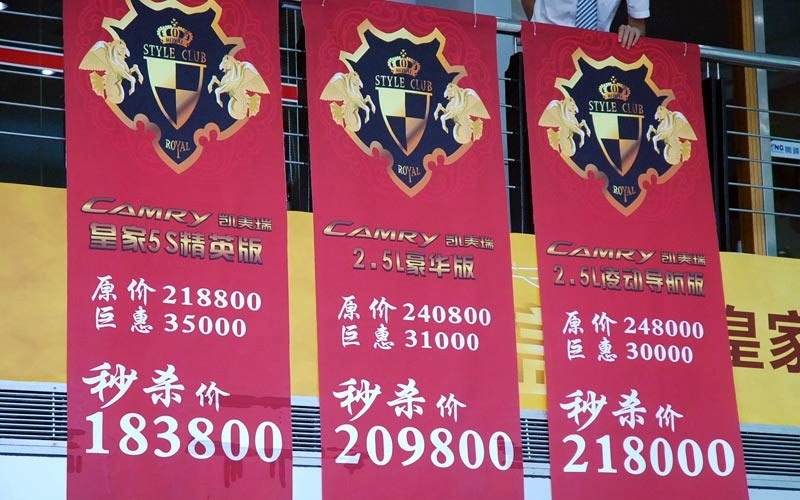 STYLE CLUB
ROYAL
CAMRY 凯美瑞
皇家5S精英版
原价 218800
巨惠 35000
秒杀价
183800
STYLE CLUB
ROYAL
CAMRY 凯美瑞
2.5L豪华版
原价 240800
巨惠 31000
秒杀价
209800
STYLE CLUB
ROYAL
CAMRY 凯美瑞
2.5L凌动导航版
原价 248000
巨惠 30000
秒杀价
218000
皇家